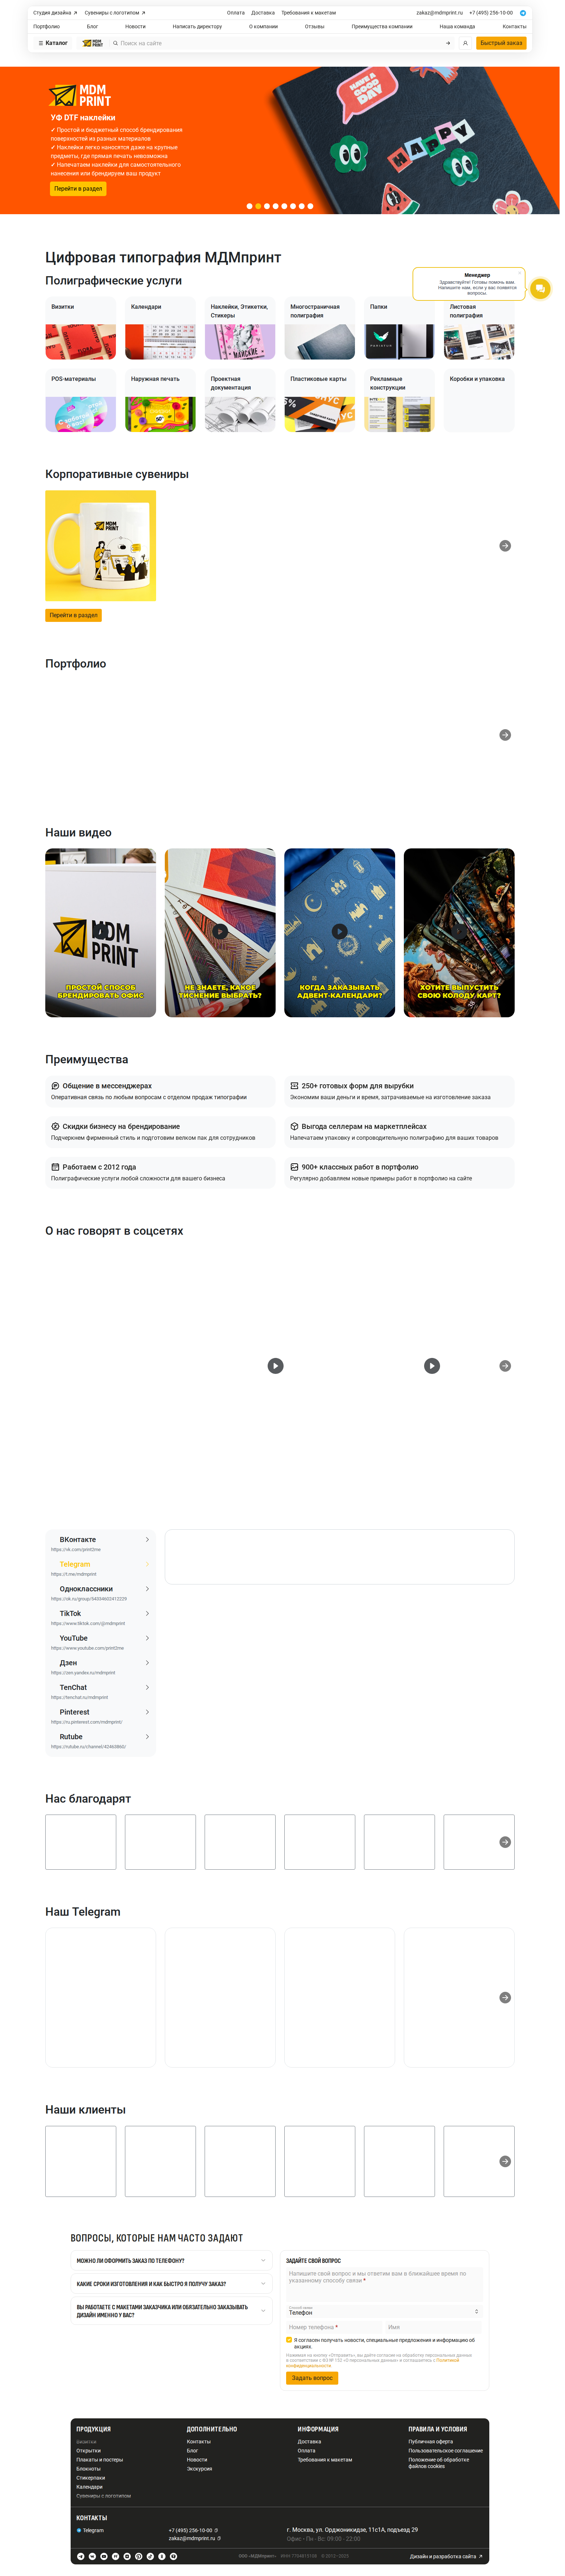 Студия дизайна
Сувениры с логотипом
Оплата
Доставка
Требования к макетам
zakaz@mdmprint.ru
+7 (495) 256-10-00
Портфолио
Блог
Новости
Написать директору
О компании
Отзывы
Преимущества компании
Наша команда
Контакты
Каталог
MDM PRINT
Поиск на сайте
Быстрый заказ
MDM
PRINT
УФ DTF наклейки
✓ Простой и бюджетный способ брендирования
поверхностей из разных материалов
✓ Наклейки легко наносятся даже на крупные
предметы, где прямая печать невозможна
✓ Напечатаем наклейки для самостоятельного
нанесения или брендируем ваш продукт
Перейти в раздел
HAVE A GOOD DAY
HAPPY
Цифровая типография МДМпринт
Полиграфические услуги
Менеджер
Здравствуйте! Готовы помочь вам.
Напишите нам, если у вас появятся
вопросы.
Визитки
Календари
Наклейки, Этикетки,
Стикеры
Многостраничная
полиграфия
Папки
Листовая
полиграфия
POS-материалы
Наружная печать
Проектная
документация
Пластиковые карты
Рекламные
конструкции
Коробки и упаковка
Корпоративные сувениры
MDM
PRINT
Перейти в раздел
Портфолио
Наши видео
MDM
PRINT
ПРОСТОЙ СПОСОБ
БРЕНДИРОВАТЬ ОФИС
НЕ ЗНАЕТЕ, КАКОЕ
ТИСНЕНИЕ ВЫБРАТЬ?
КОГДА ЗАКАЗЫВАТЬ
АДВЕНТ-КАЛЕНДАРИ?
ХОТИТЕ ВЫПУСТИТЬ
СВОЮ КОЛОДУ КАРТ?
Преимущества
Общение в мессенджерах
Оперативная связь по любым вопросам с отделом продаж типографии
250+ готовых форм для вырубки
Экономим ваши деньги и время, затрачиваемые на изготовление заказа
Скидки бизнесу на брендирование
Подчеркнем фирменный стиль и подготовим велком пак для сотрудников
Выгода селлерам на маркетплейсах
Напечатаем упаковку и сопроводительную полиграфию для ваших товаров
Работаем с 2012 года
Полиграфические услуги любой сложности для вашего бизнеса
900+ классных работ в портфолио
Регулярно добавляем новые примеры работ в портфолио на сайте
О нас говорят в соцсетях
ВКонтакте
https://vk.com/print2me
Telegram
https://t.me/mdmprint
Одноклассники
https://ok.ru/group/54334602412229
TikTok
https://www.tiktok.com/@mdmprint
YouTube
https://www.youtube.com/print2me
Дзен
https://zen.yandex.ru/mdmprint
TenChat
https://tenchat.ru/mdmprint
Pinterest
https://ru.pinterest.com/mdmprint/
Rutube
Нас благодарят
Наш Telegram
Наши клиенты
ВОПРОСЫ, КОТОРЫЕ НАМ ЧАСТО ЗАДАЮТ
МОЖНО ЛИ ОФОРМИТЬ ЗАКАЗ ПО ТЕЛЕФОНУ?
КАКИЕ СРОКИ ИЗГОТОВЛЕНИЯ И КАК БЫСТРО Я ПОЛУЧУ ЗАКАЗ?
ВЫ РАБОТАЕТЕ С МАКЕТАМИ ЗАКАЗЧИКА ИЛИ ОБЯЗАТЕЛЬНО ЗАКАЗЫВАТЬ
ДИЗАЙН ИМЕННО У ВАС?
ЗАДАЙТЕ СВОЙ ВОПРОС
Напишите свой вопрос и мы ответим вам в ближайшее время по
указанному способу связи *
Способ связи
Телефон
Номер телефона *
Имя
Я согласен получать новости, специальные предложения и информацию об
акциях.
Нажимая на кнопку «Отправить», вы даёте согласие на обработку персональных данных
в соответствии с ФЗ № 152 «О персональных данных» и соглашаетесь с Политикой
конфиденциальности
Задать вопрос
ПРОДУКЦИЯ
Визитки
Открытки
Плакаты и постеры
Блокноты
Стикерпаки
Календари
Сувениры с логотипом
ДОПОЛНИТЕЛЬНО
Контакты
Блог
Экскурсия
ИНФОРМАЦИЯ
Доставка
Оплата
Требования к макетам
ПРАВИЛА И УСЛОВИЯ
Публичная оферта
Пользовательское соглашение
Положение об обработке
файлов cookies
КОНТАКТЫ
Telegram
+7 (495) 256-10-00
zakaz@mdmprint.ru
г. Москва, ул. Орджоникидзе, 11с1А, подъезд 29
Офис • Пн - Вс: 09:00 - 22:00
ООО «МДМпринт»
© 2012–2025
Дизайн и разработка сайта